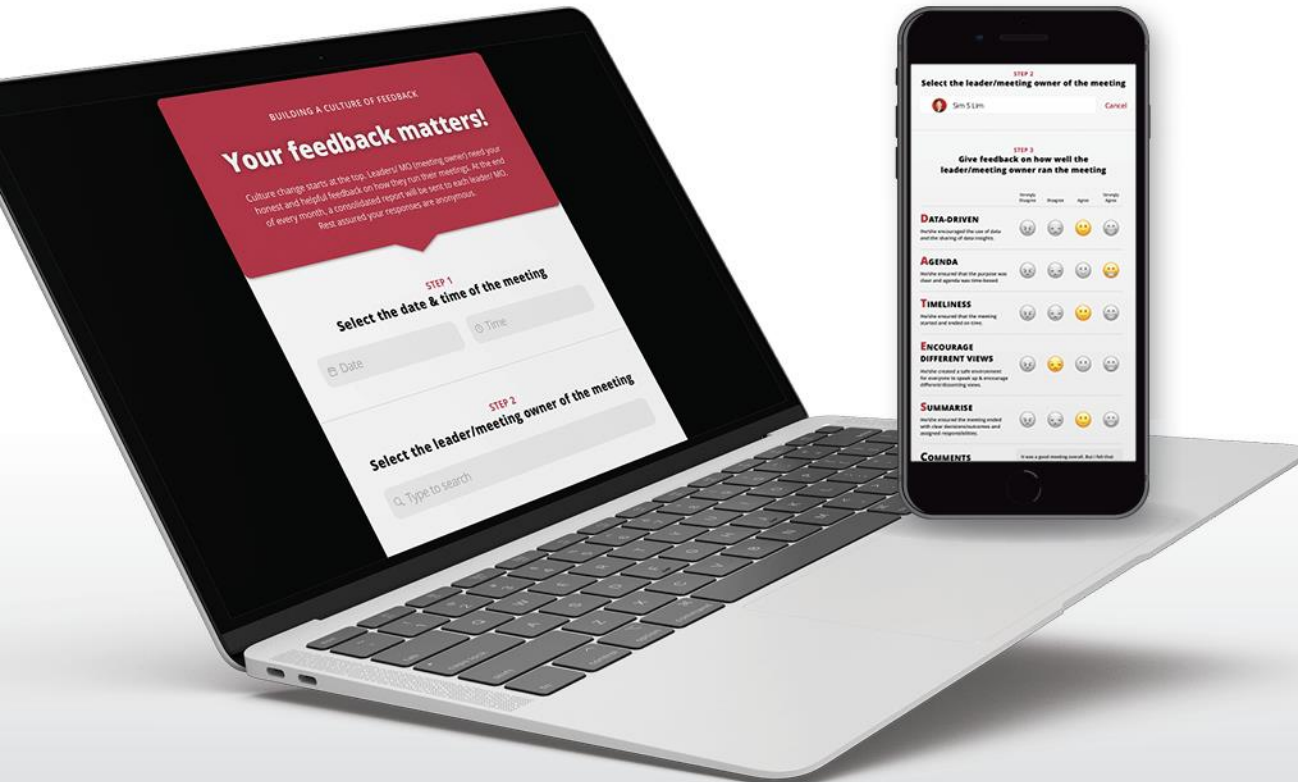 BUILDING A CULTURE OF FEEDBACK
Your feedback matters!
Culture change starts at the top. Leaders/ MO (meeting owner) need your
honest and helpful feedback on how they run their meetings. At the end
of every month, a consolidated report will be sent to each leader/ MO.
Rest assured your responses are anonymous.
STEP 1
Select the date & time of the meeting
Date
Time
STEP 2
Select the leader/meeting owner of the meeting
Type to search
STEP 2
Select the leader/meeting owner of the meeting
Sim S Lim
Cancel
STEP 3
Give feedback on how well the
leader/meeting owner ran the meeting
Strongly Disagree
Disagree
Agree
Strongly Agree
DATA-DRIVEN
He/she encouraged the use of data
and the sharing of data insights.
AGENDA
He/she ensured that the purpose was
clear and agenda was time-boxed
TIMELINESS
He/she ensured that the meeting
started and ended on time.
ENCOURAGE
DIFFERENT VIEWS
He/she created a safe environment
for everyone to speak up & encourage
different/dissenting views.
SUMMARISE
He/she ensured the meeting ended
with clear decisions/outcomes and
assigned responsibilities.
COMMENTS
It was a good meeting overall. But I felt that